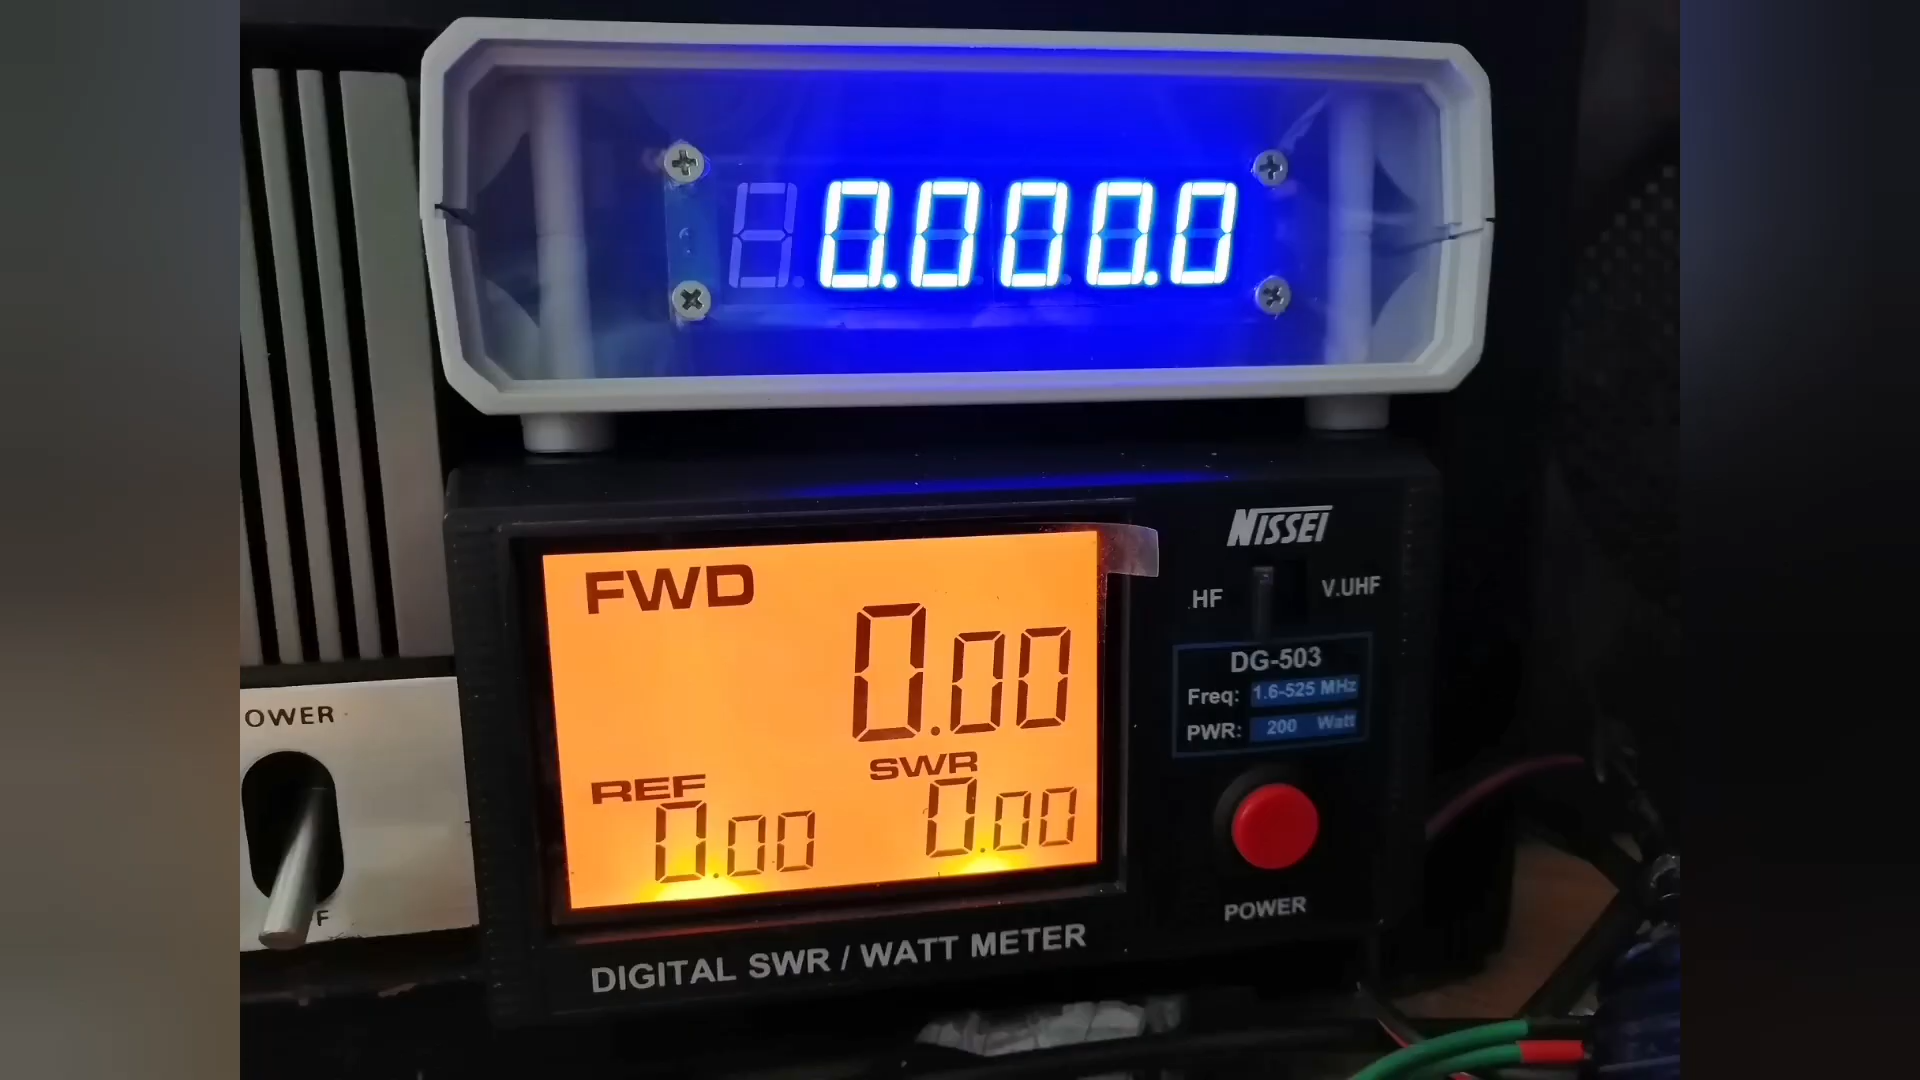 0.000.0
NISSEI
HF V.UHF
FWD
0.00
DG-503
Freq: 1.6-525 MHz
PWR: 200 Watt
OWER
REF SWR
0.00 0.00
F
POWER
DIGITAL SWR / WATT METER